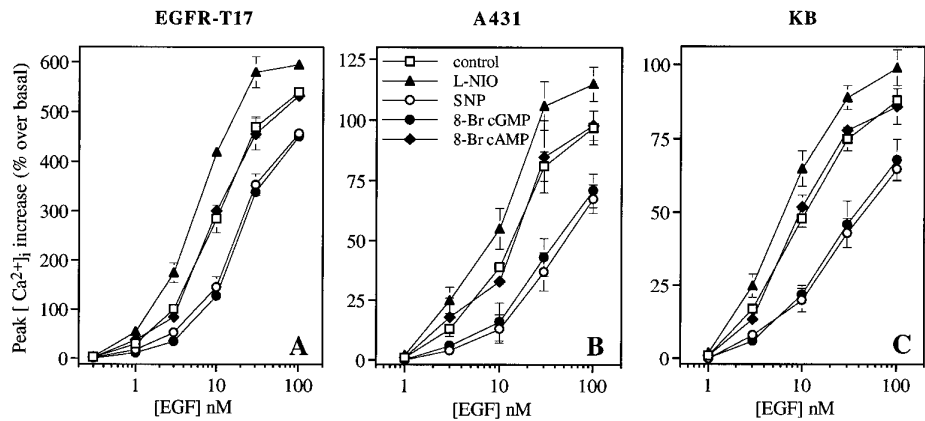 EGFR-T17
A431
KB
Peak [ Ca2+]i increase (% over basal)
600
500
400
300
200
100
0
1
10
100
[EGF] nM
A
125
100
75
50
25
0
control
L-NIO
SNP
8-Br cGMP
8-Br cAMP
1
10
100
[EGF] nM
B
100
75
50
25
0
1
10
100
[EGF] nM
C